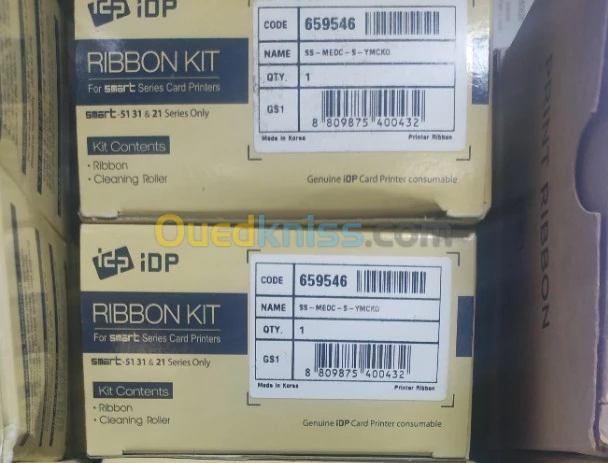 iDP
RIBBON KIT
For smart Series Card Printers
smart-51 31 & 21 Series Only
Kit Contents
• Ribbon
• Cleaning Roller
CODE 659546
NAME SS-MEDC-S-YMCKO
QTY. 1
GS1
8 809875 400432
Made in Korea Printer Ribbon
Genuine iDP Card Printer consumable
Ouedkniss.com
idp iDP
RIBBON KIT
For smart Series Card Printers
smart-51 31 & 21 Series Only
Kit Contents
• Ribbon
• Cleaning Roller
CODE 659546
NAME SS-MEDC-S-YMCKO
QTY. 1
GS1
8 809875 400432
Made in Korea Printer Ribbon
Genuine iDP Card Printer consumable
PRINT RIBBON